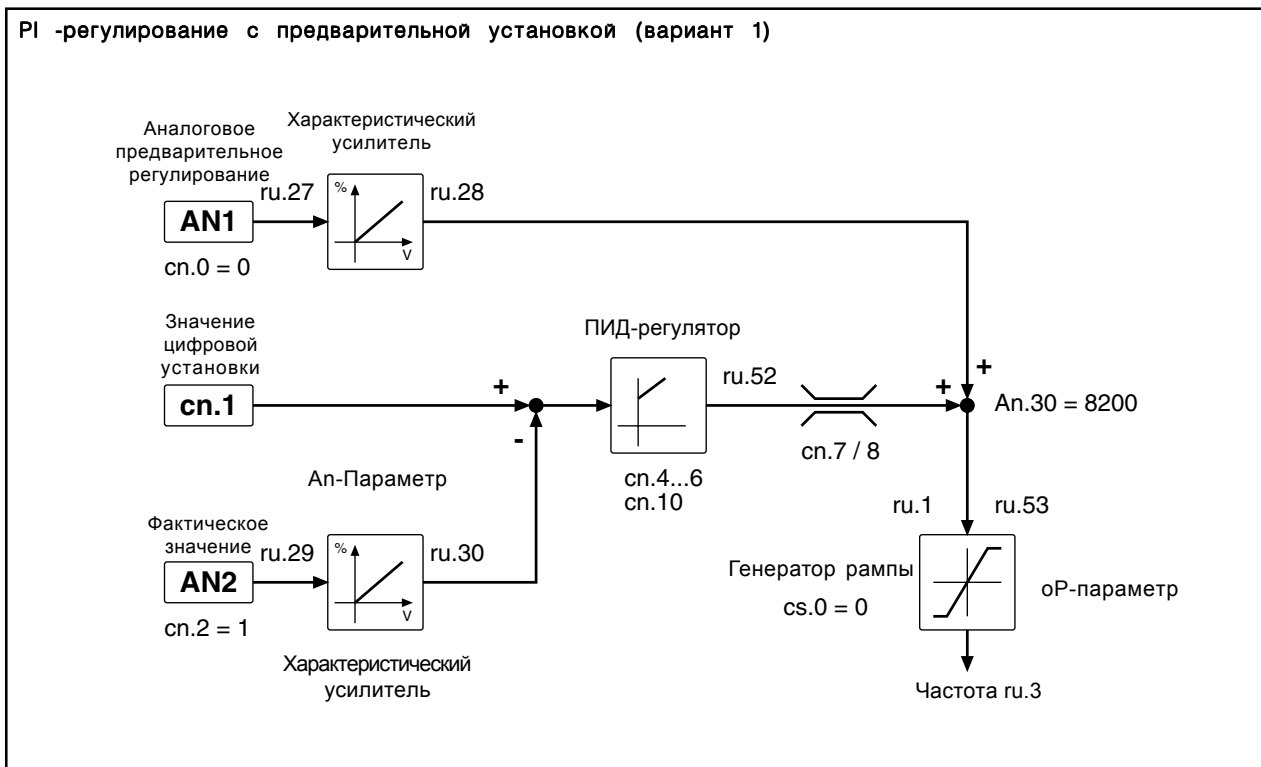 PI -регулирование с предварительной установкой (вариант 1)
Аналоговое
предварительное
регулирование
Характеристический
усилитель
AN1
ru.27
%
V
ru.28
cn.0 = 0
Значение
цифровой
установки
cn.1
+
-
ПИД-регулятор
ru.52
cn.4...6
cn.10
cn.7 / 8
+
+
An.30 = 8200
An-Параметр
Фактическое
значение
AN2
ru.29
%
V
ru.30
cn.2 = 1
Характеристический
усилитель
ru.1
ru.53
Генератор рампы
cs.0 = 0
oP-параметр
Частота ru.3